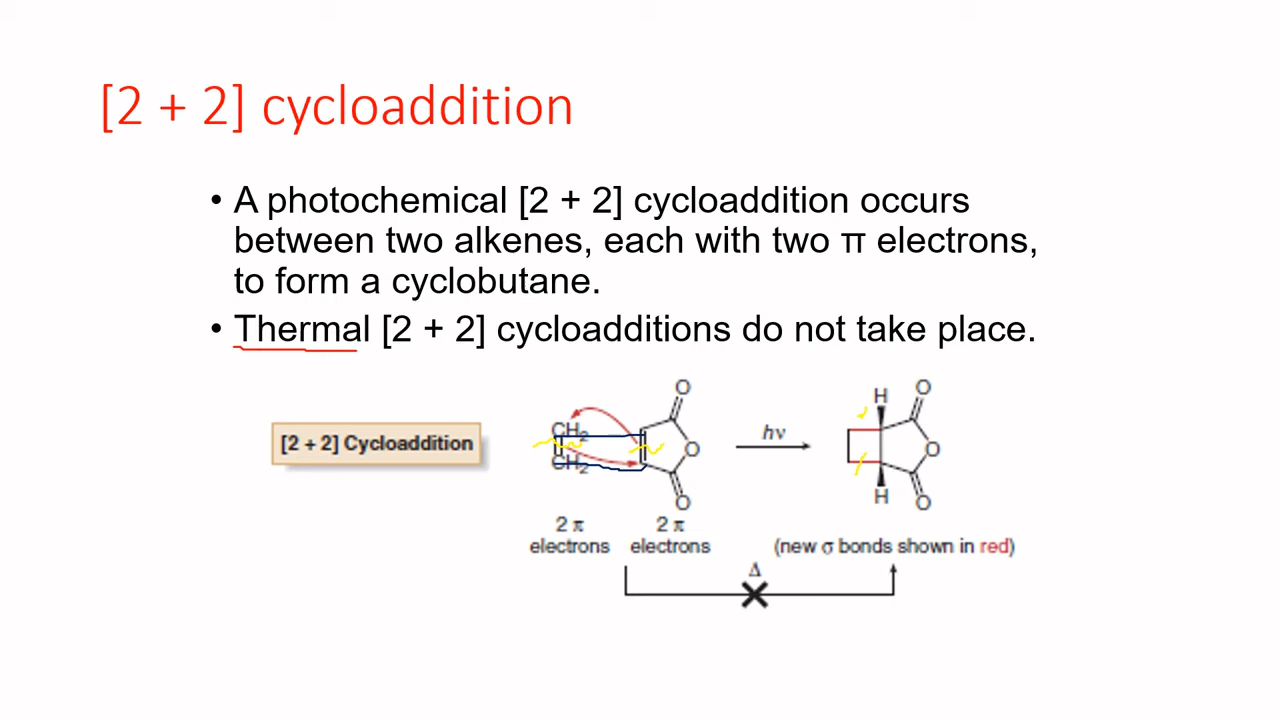 [2 + 2] cycloaddition
• A photochemical [2 + 2] cycloaddition occurs
between two alkenes, each with two π electrons,
to form a cyclobutane.
• Thermal [2 + 2] cycloadditions do not take place.
[2 + 2] Cycloaddition
CH2
CH2
O
O
O
hν
H
H
O
O
O
2 π
electrons
2 π
electrons
(new σ bonds shown in red)
Δ